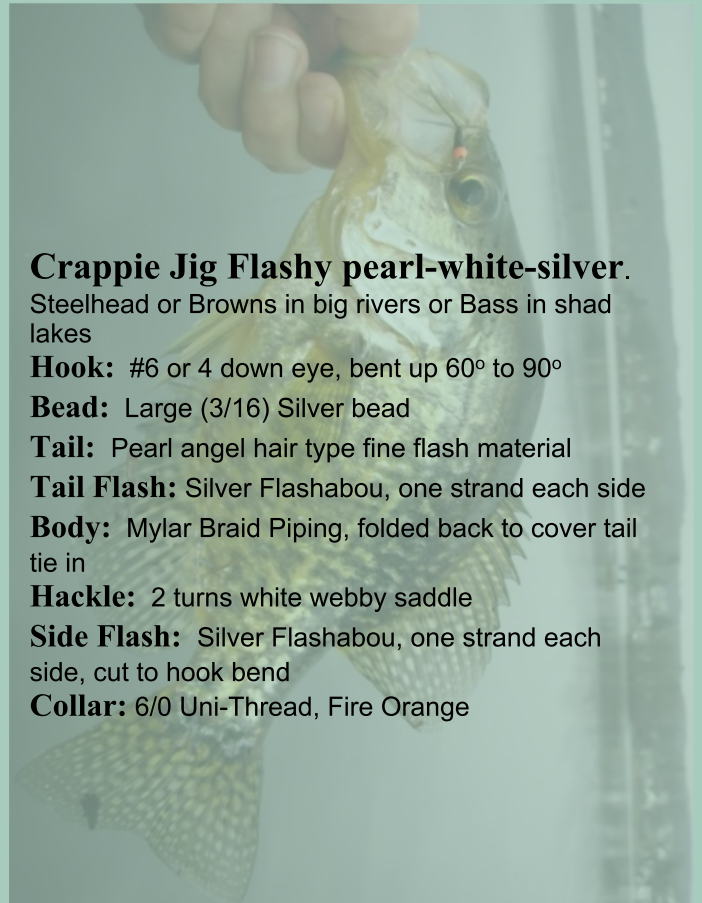 Crappie Jig Flashy pearl-white-silver.
Steelhead or Browns in big rivers or Bass in shad
lakes
Hook: #6 or 4 down eye, bent up 60º to 90º
Bead: Large (3/16) Silver bead
Tail: Pearl angel hair type fine flash material
Tail Flash: Silver Flashabou, one strand each side
Body: Mylar Braid Piping, folded back to cover tail
tie in
Hackle: 2 turns white webby saddle
Side Flash: Silver Flashabou, one strand each
side, cut to hook bend
Collar: 6/0 Uni-Thread, Fire Orange